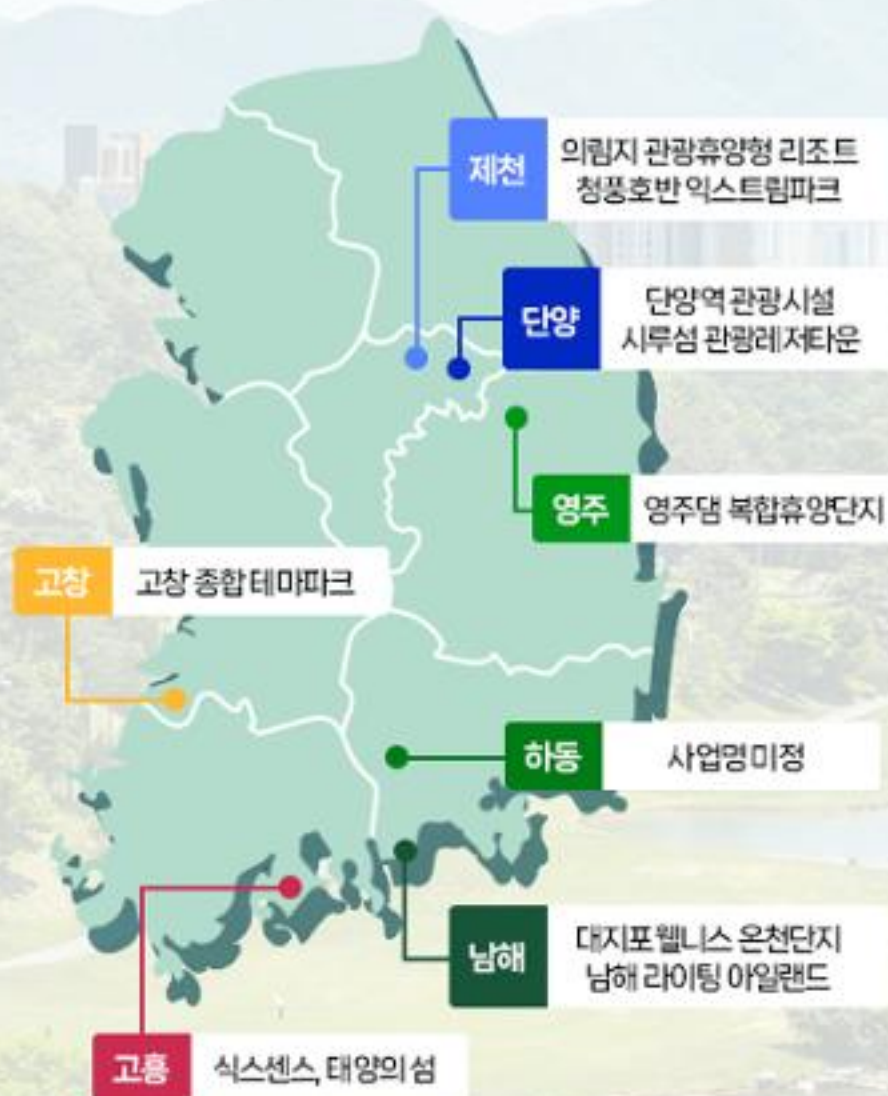 제천
의림지 관광휴양형 리조트
청풍호반 익스트림파크
단양
단양역 관광시설
시루섬 관광레저타운
영주
영주댐 복합휴양단지
고창
고창 종합테마파크
하동
사업명미정
남해
대지포웰니스 온천단지
남해 라이팅 아일랜드
고흥
식스센스, 태양의 섬